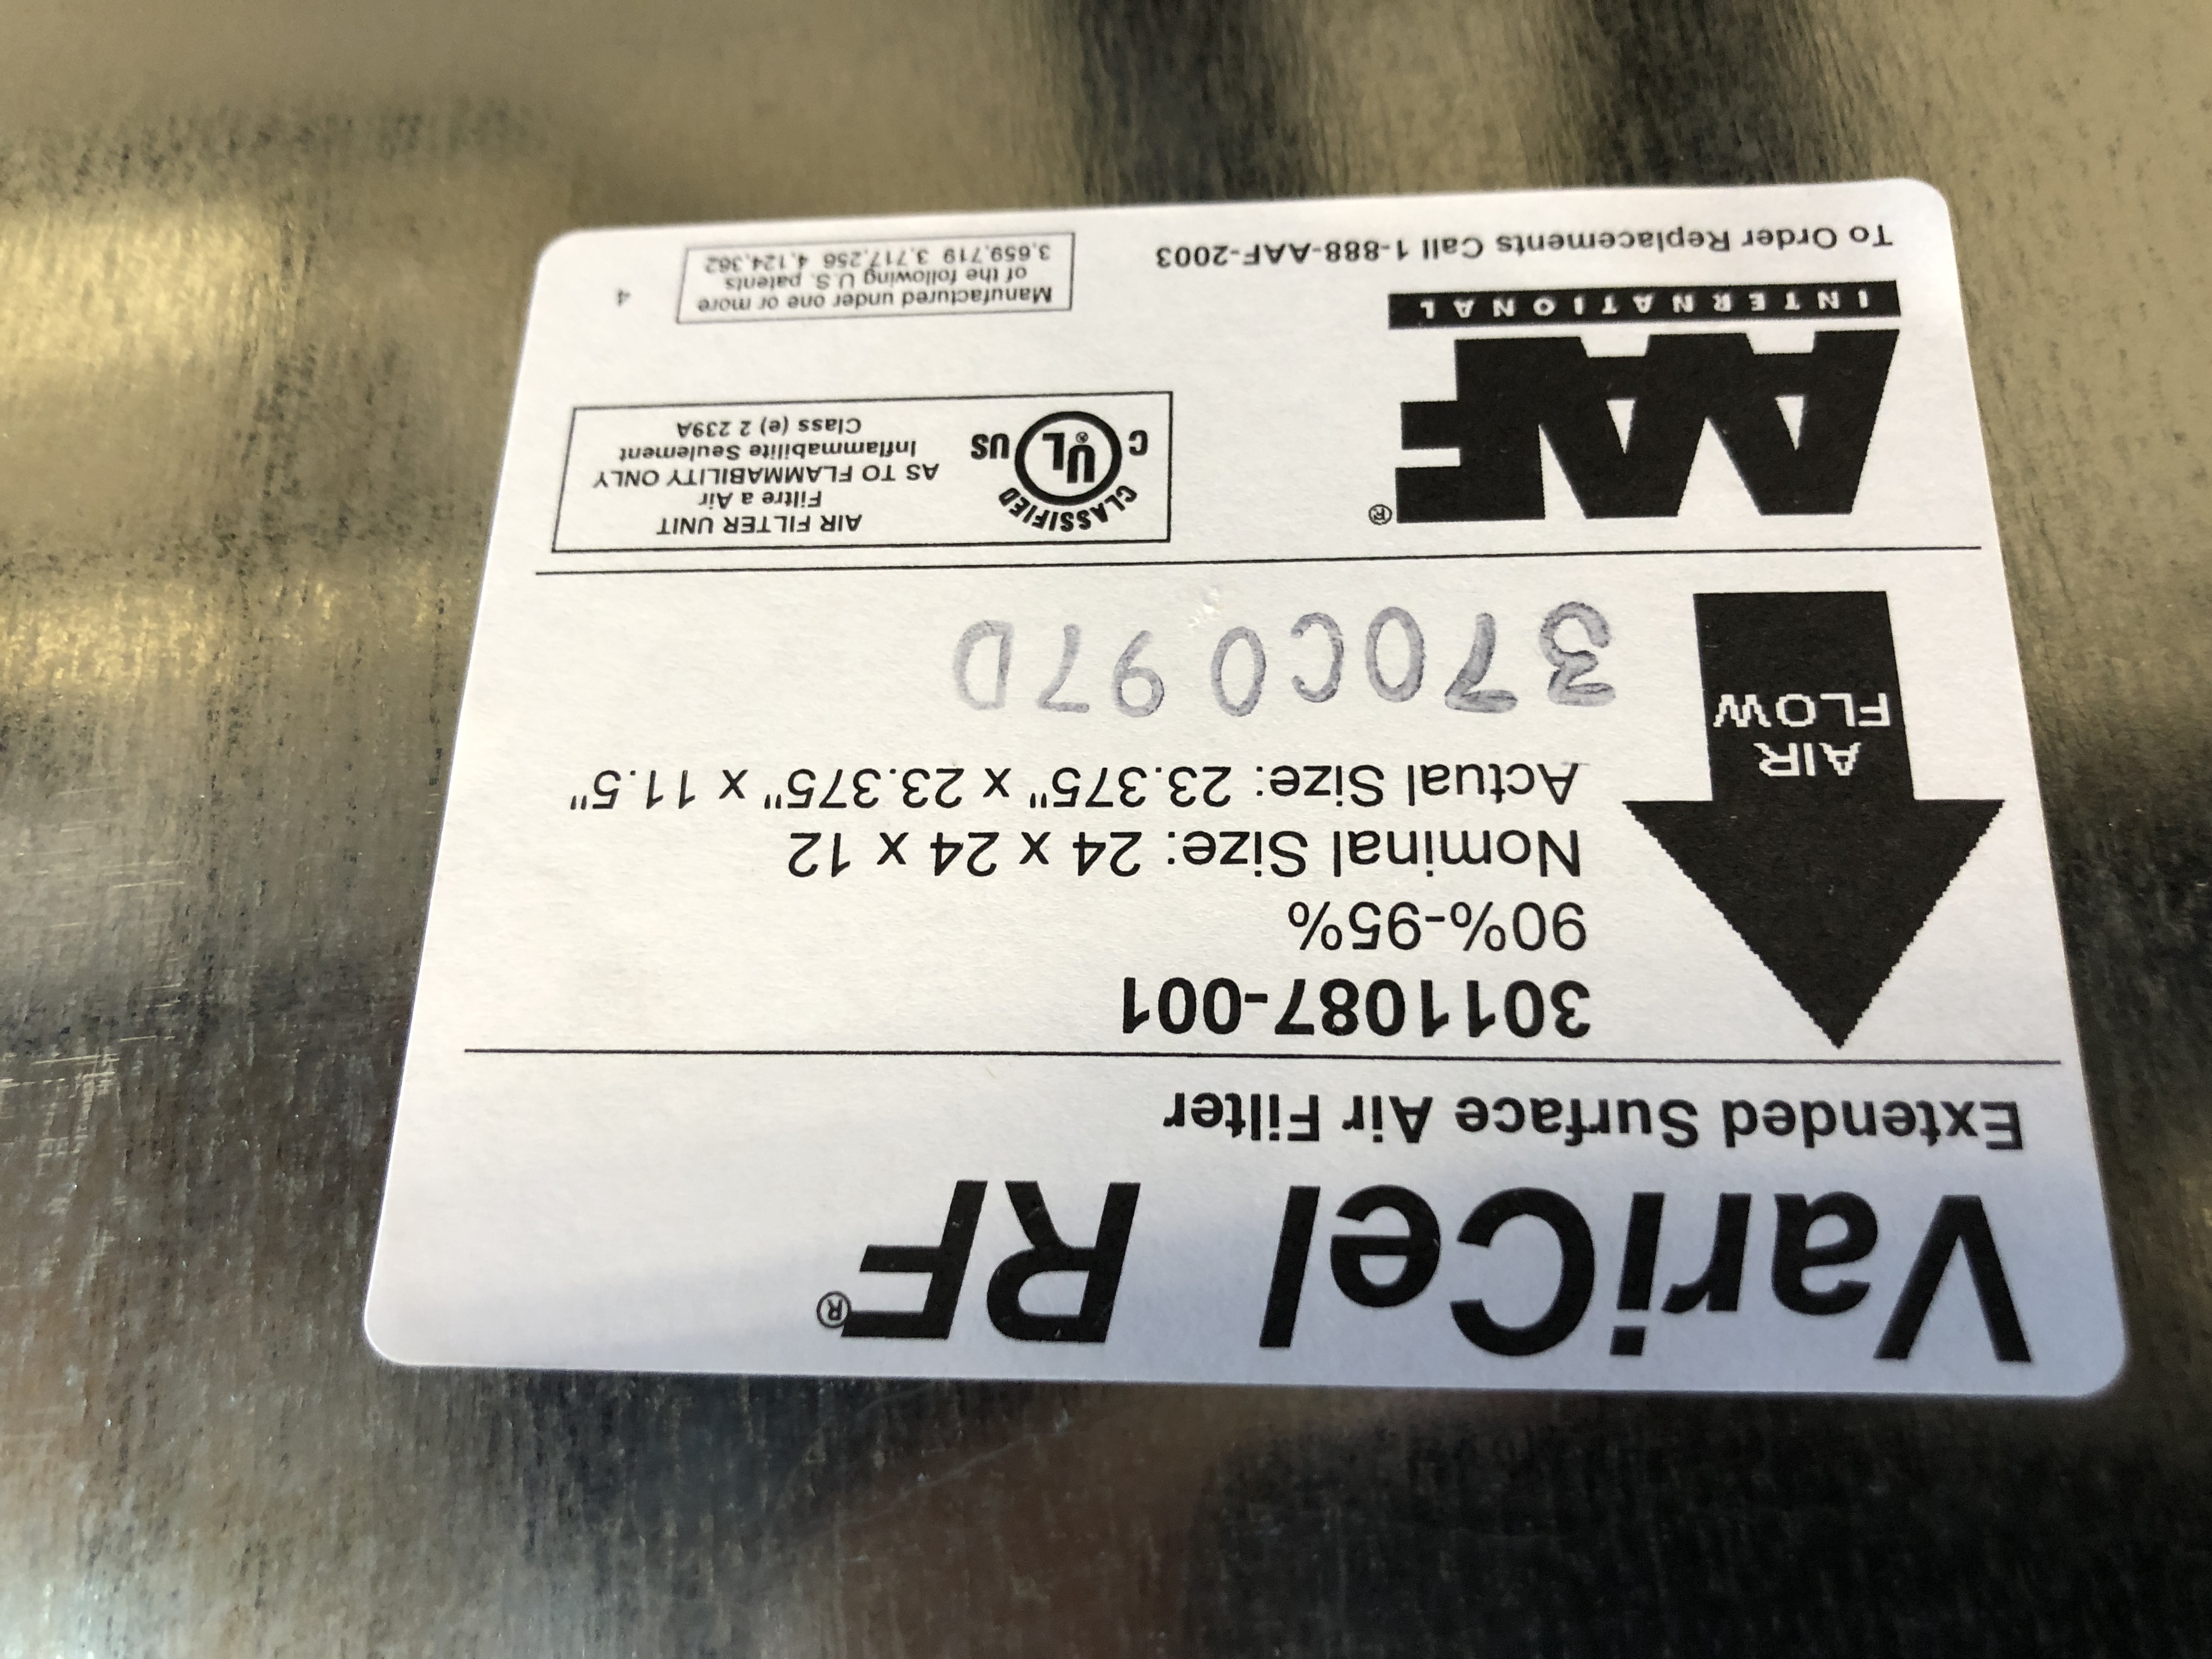 VariCel RF®
Extended Surface Air Filter
AIR
FLOW
3011087-001
90%-95%
Nominal Size: 24 x 24 x 12
Actual Size: 23.375" x 23.375" x 11.5"
370C097D
AAF®
INTERNATIONAL
To Order Replacements Call 1-888-AAF-2003
CLASSIFIED
C UL® US
AIR FILTER UNIT
Filtre a Air
AS TO FLAMMABILITY ONLY
Inflammabilite Seulement
Class (e) 2 239A
Manufactured under one or more
of the following U.S. patents
3,659,719 3,717,256 4,124,362
4